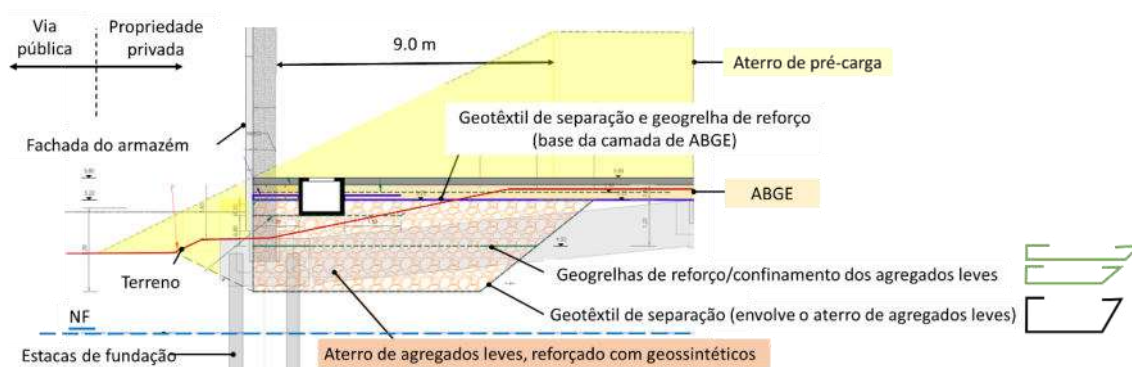 Via
pública
Propriedade
privada
9.0 m
Aterro de pré-carga
Geotêxtil de separação e geogrelha de reforço
(base da camada de ABGE)
Fachada do armazém
ABGE
Terreno
Geogrelhas de reforço/confinamento dos agregados leves
NF
Geotêxtil de separação (envolve o aterro de agregados leves)
Estacas de fundação
Aterro de agregados leves, reforçado com geossintéticos